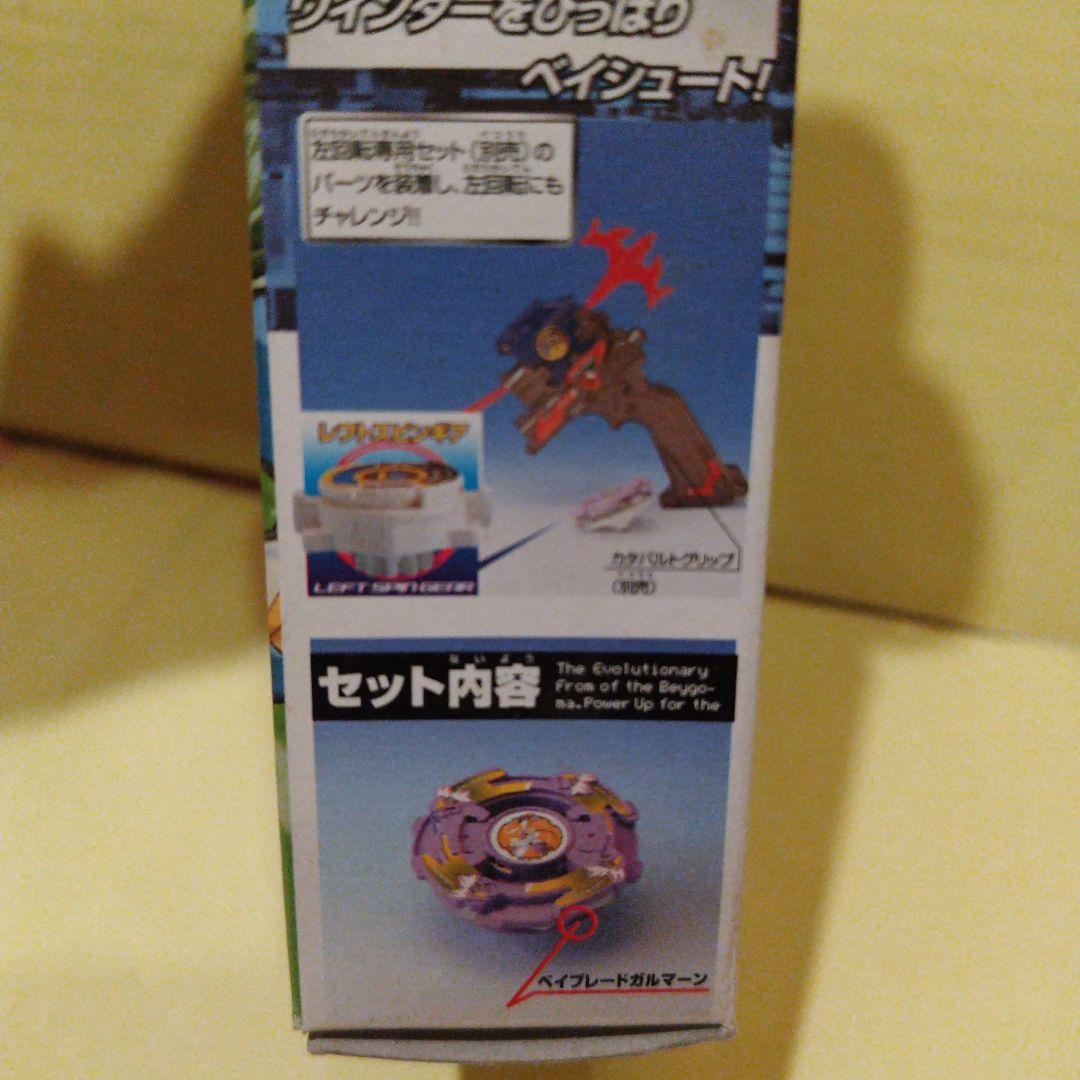 ワインダーをひっぱり
ベイシュート!
左回転専用セット(別売)の
パーツを装着し、左回転にも
チャレンジ!!
レフトスピンギア
LEFT SPIN GEAR
カタパルトグリップ
(別売)
ないよう
セット内容
The Evolutionary
From of the Beygo-
ma.Power Up for the
ベイブレードガルマーン